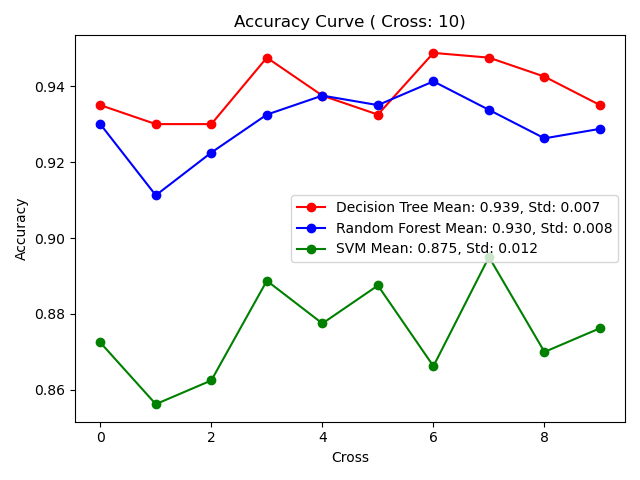 Accuracy Curve ( Cross: 10)
Accuracy
0.94
0.92
0.90
0.88
0.86
Decision Tree Mean: 0.939, Std: 0.007
Random Forest Mean: 0.930, Std: 0.008
SVM Mean: 0.875, Std: 0.012
0 2 4 6 8
Cross